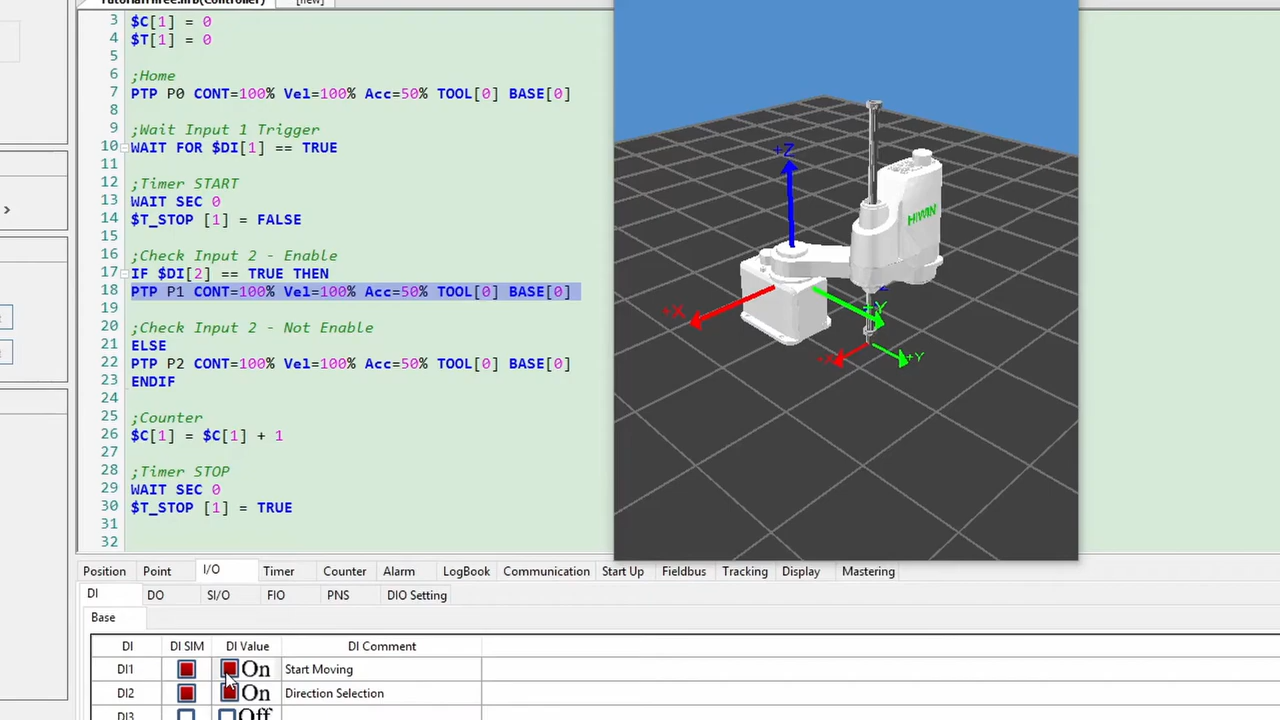 TutorialThree.hrb(Controller) [new]
3 $C[1] = 0
4 $T[1] = 0
5
6 ;Home
7 PTP P0 CONT=100% Vel=100% Acc=50% TOOL[0] BASE[0]
8
9 ;Wait Input 1 Trigger
10 WAIT FOR $DI[1] == TRUE
11
12 ;Timer START
13 WAIT SEC 0
14 $T_STOP [1] = FALSE
15
16 ;Check Input 2 - Enable
17 IF $DI[2] == TRUE THEN
18 PTP P1 CONT=100% Vel=100% Acc=50% TOOL[0] BASE[0]
19
20 ;Check Input 2 - Not Enable
21 ELSE
22 PTP P2 CONT=100% Vel=100% Acc=50% TOOL[0] BASE[0]
23 ENDIF
24
25 ;Counter
26 $C[1] = $C[1] + 1
27
28 ;Timer STOP
29 WAIT SEC 0
30 $T_STOP [1] = TRUE
31
32
+Z
HIWIN
+X
+Y
+Y
Position Point I/O Timer Counter Alarm LogBook Communication Start Up Fieldbus Tracking Display Mastering
DI DO SI/O FIO PNS DIO Setting
Base
DI DI SIM DI Value DI Comment
DI1 On Start Moving
DI2 On Direction Selection
DI3 Off